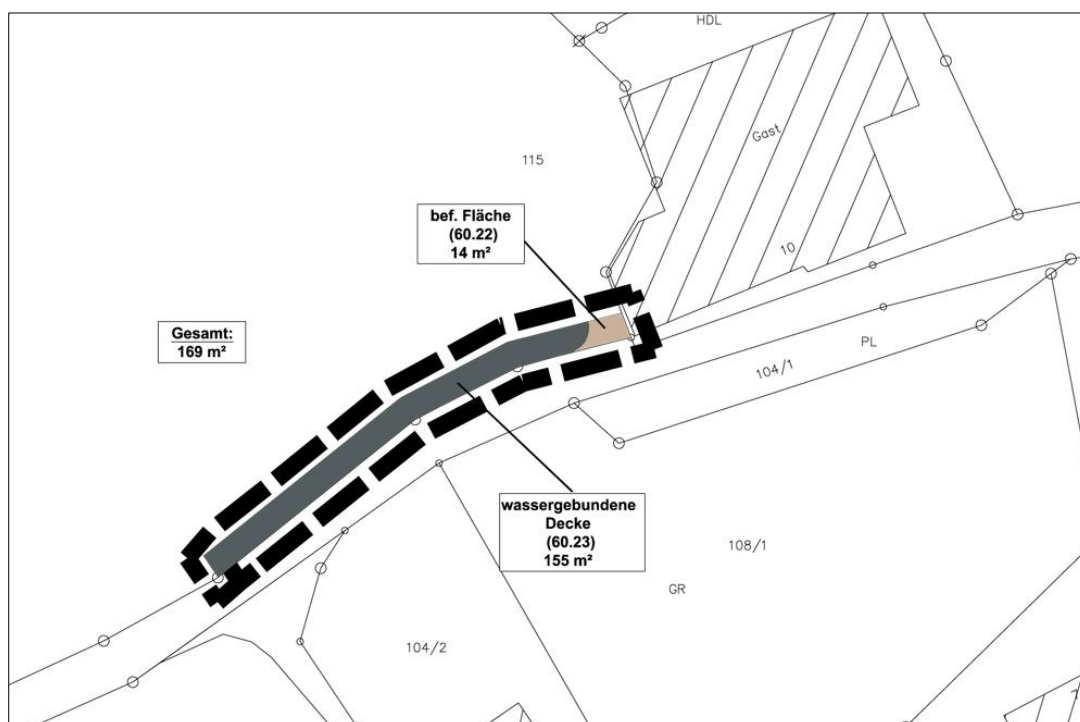 HDL
Gast
115
bef. Fläche
(60.22)
14 m²
10
Gesamt:
169 m²
PL
104/1
wassergebundene
Decke
(60.23)
155 m²
108/1
GR
104/2